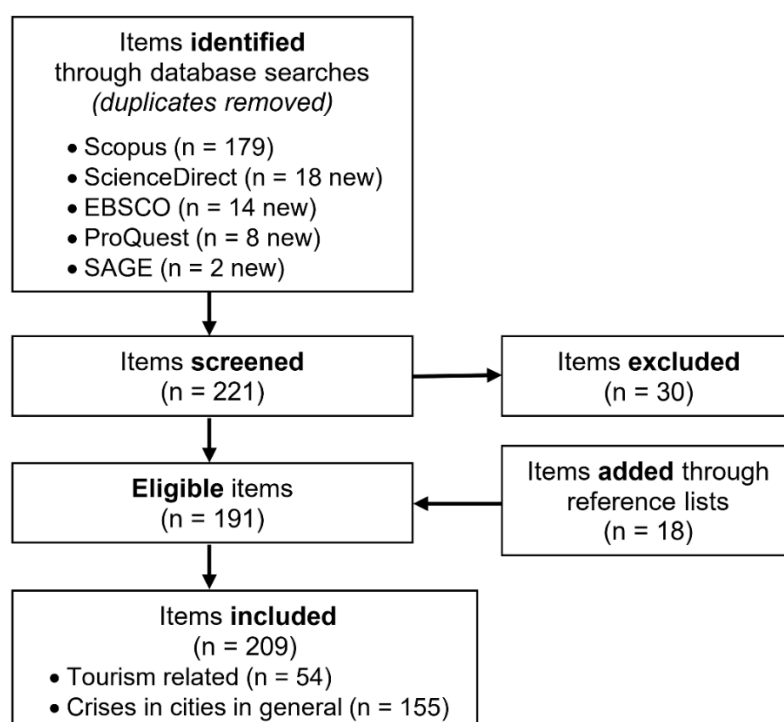 Items identified
through database searches
(duplicates removed)
• Scopus (n = 179)
• ScienceDirect (n = 18 new)
• EBSCO (n = 14 new)
• ProQuest (n = 8 new)
• SAGE (n = 2 new)
Items screened
(n = 221)
Items excluded
(n = 30)
Eligible items
(n = 191)
Items added through
reference lists
(n = 18)
Items included
(n = 209)
• Tourism related (n = 54)
• Crises in cities in general (n = 155)